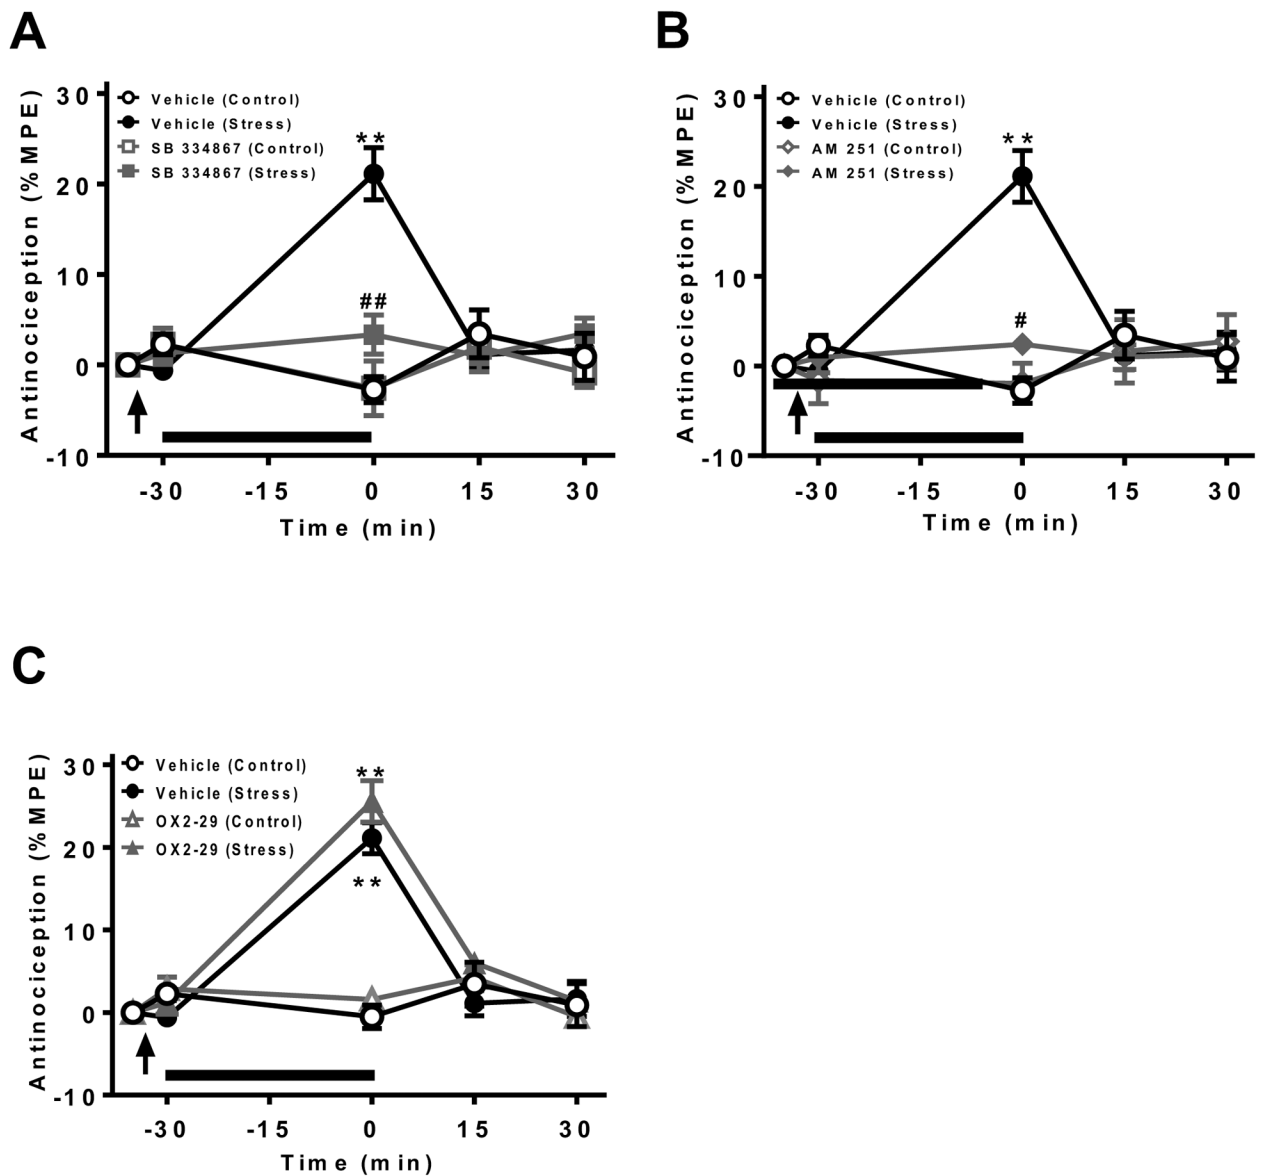 A
Antinociception (%MPE)
30
20
10
0
-10
Vehicle (Control)
Vehicle (Stress)
SB 334867 (Control)
SB 334867 (Stress)
**
##
-30 -15 0 15 30
Time (min)
B
Antinociception (%MPE)
30
20
10
0
-10
Vehicle (Control)
Vehicle (Stress)
AM 251 (Control)
AM 251 (Stress)
**
#
-30 -15 0 15 30
Time (min)
C
Antinociception (%MPE)
30
20
10
0
-10
Vehicle (Control)
Vehicle (Stress)
OX2-29 (Control)
OX2-29 (Stress)
**
**
-30 -15 0 15 30
Time (min)